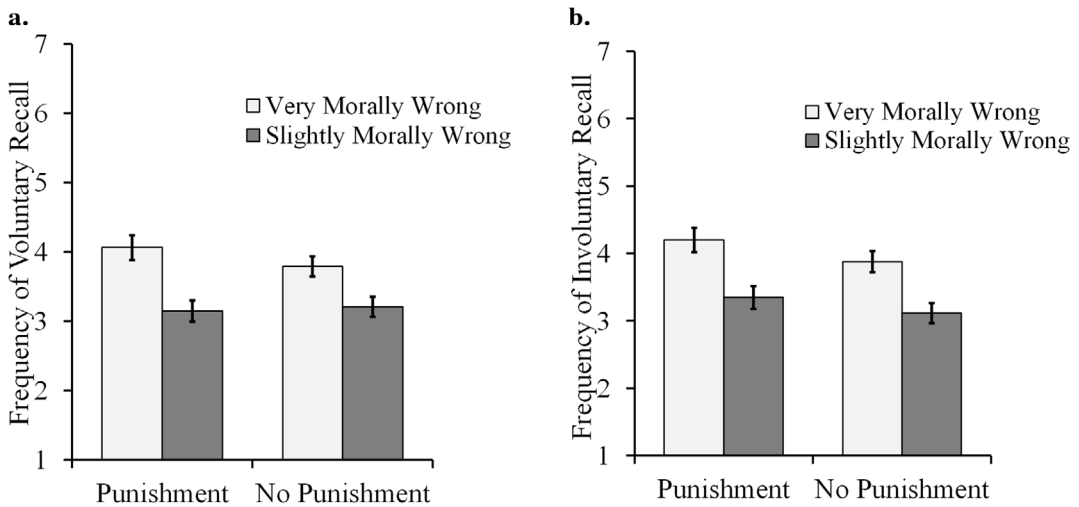 a.
Frequency of Voluntary Recall
7
6
5
4
3
2
1
Very Morally Wrong
Slightly Morally Wrong
Punishment No Punishment
b.
Frequency of Involuntary Recall
7
6
5
4
3
2
1
Very Morally Wrong
Slightly Morally Wrong
Punishment No Punishment